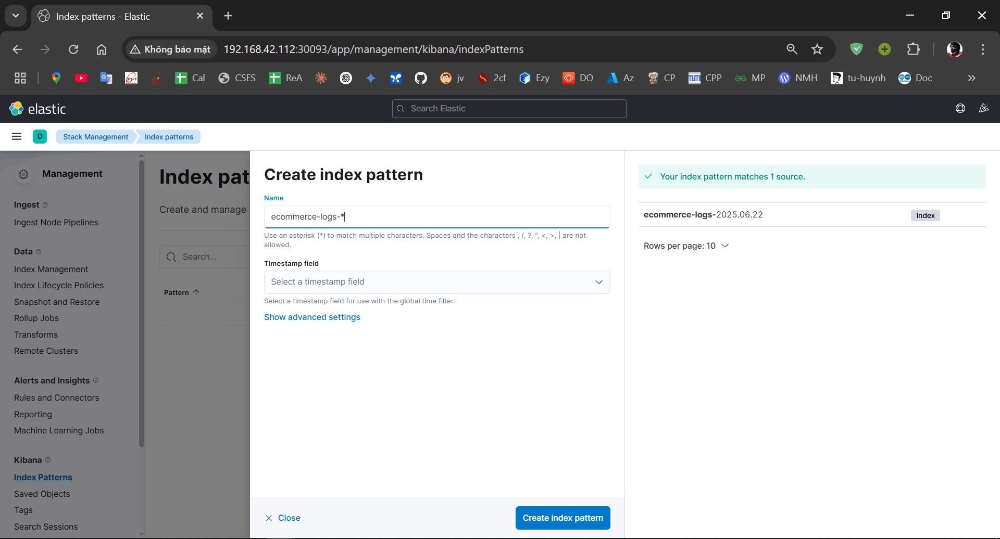 Index patterns - Elastic
Không bảo mật
192.168.42.112:30093/app/management/kibana/indexPatterns
Cal
CSES
ReA
jv
2cf
Ezy
DO
Az
CP
CPP
MP
NMH
tu-huynh
Doc
elastic
Search Elastic
D
Stack Management
Index patterns
Management
Ingest
Ingest Node Pipelines
Data
Index Management
Index Lifecycle Policies
Snapshot and Restore
Rollup Jobs
Transforms
Remote Clusters
Alerts and Insights
Rules and Connectors
Reporting
Machine Learning Jobs
Kibana
Index Patterns
Saved Objects
Tags
Search Sessions
Index pat
Create and manage
Search...
Pattern
Create index pattern
Name
ecommerce-logs-*
Use an asterisk (*) to match multiple characters. Spaces and the characters , /, ?, ", <, >, | are not
allowed.
Timestamp field
Select a timestamp field
Select a timestamp field for use with the global time filter.
Show advanced settings
Close
Create index pattern
Your index pattern matches 1 source.
ecommerce-logs-2025.06.22
Index
Rows per page: 10